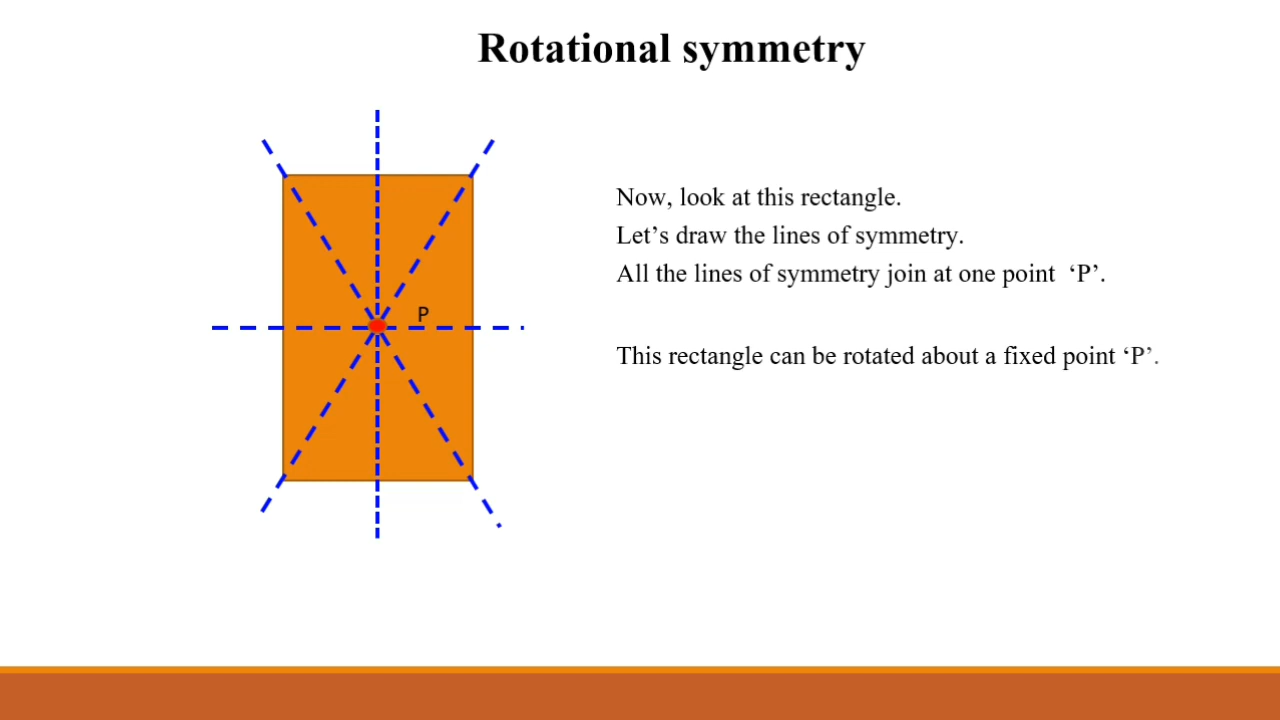 Rotational symmetry
Now, look at this rectangle.
Let’s draw the lines of symmetry.
All the lines of symmetry join at one point ‘P’.
P
This rectangle can be rotated about a fixed point ‘P’.